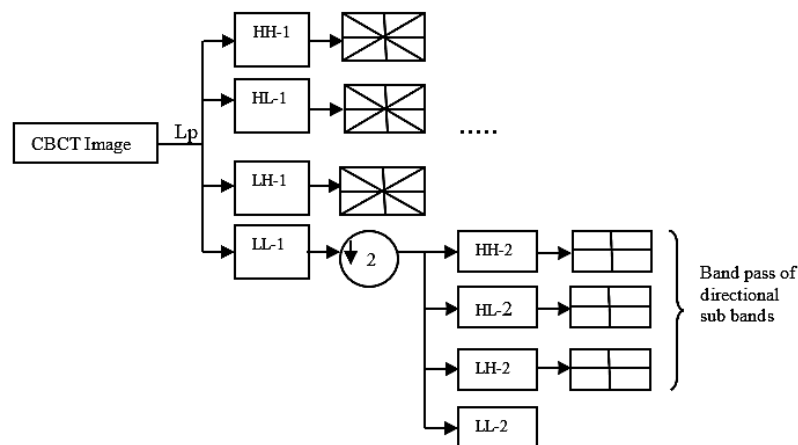 HH-1
HL-1
CBCT Image
Lp
.....
LH-1
LL-1
2
HH-2
HL-2
LH-2
LL-2
Band pass of
directional
sub bands